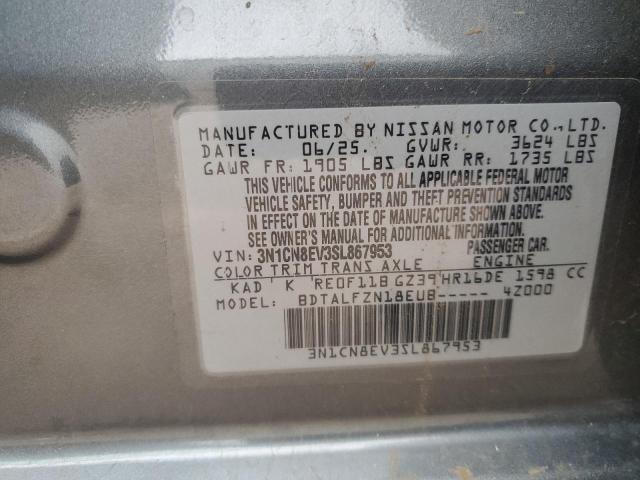 MANUFACTURED BY NISSAN MOTOR CO., LTD.
DATE: 06/25. GVWR: 3624 LBS
GAWR FR: 1905 LBS GAWR RR: 1735 LBS
THIS VEHICLE CONFORMS TO ALL APPLICABLE FEDERAL MOTOR
VEHICLE SAFETY, BUMPER AND THEFT PREVENTION STANDARDS
IN EFFECT ON THE DATE OF MANUFACTURE SHOWN ABOVE.
SEE OWNER'S MANUAL FOR ADDITIONAL INFORMATION.
VIN: 3N1CN8EV3SL867953 PASSENGER CAR.
COLOR TRIM TRANS AXLE ENGINE
KAD K RE0F11B GZ39 HR16DE 1598 CC
BDTALFZN18EUB----- 4Z000
3N1CN8EV3SL867953